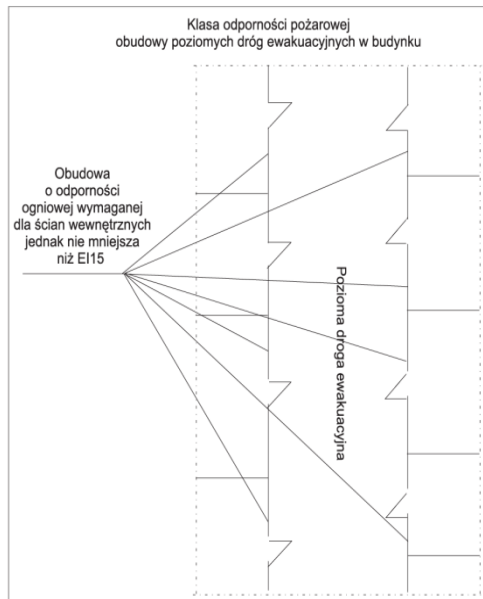 Klasa odporności pożarowej
obudowy poziomych dróg ewakuacyjnych w budynku
Obudowa
o odporności
ogniowej wymaganej
dla ścian wewnętrznych
jednak nie mniejsza
niż EI15
Pozioma droga ewakuacyjna